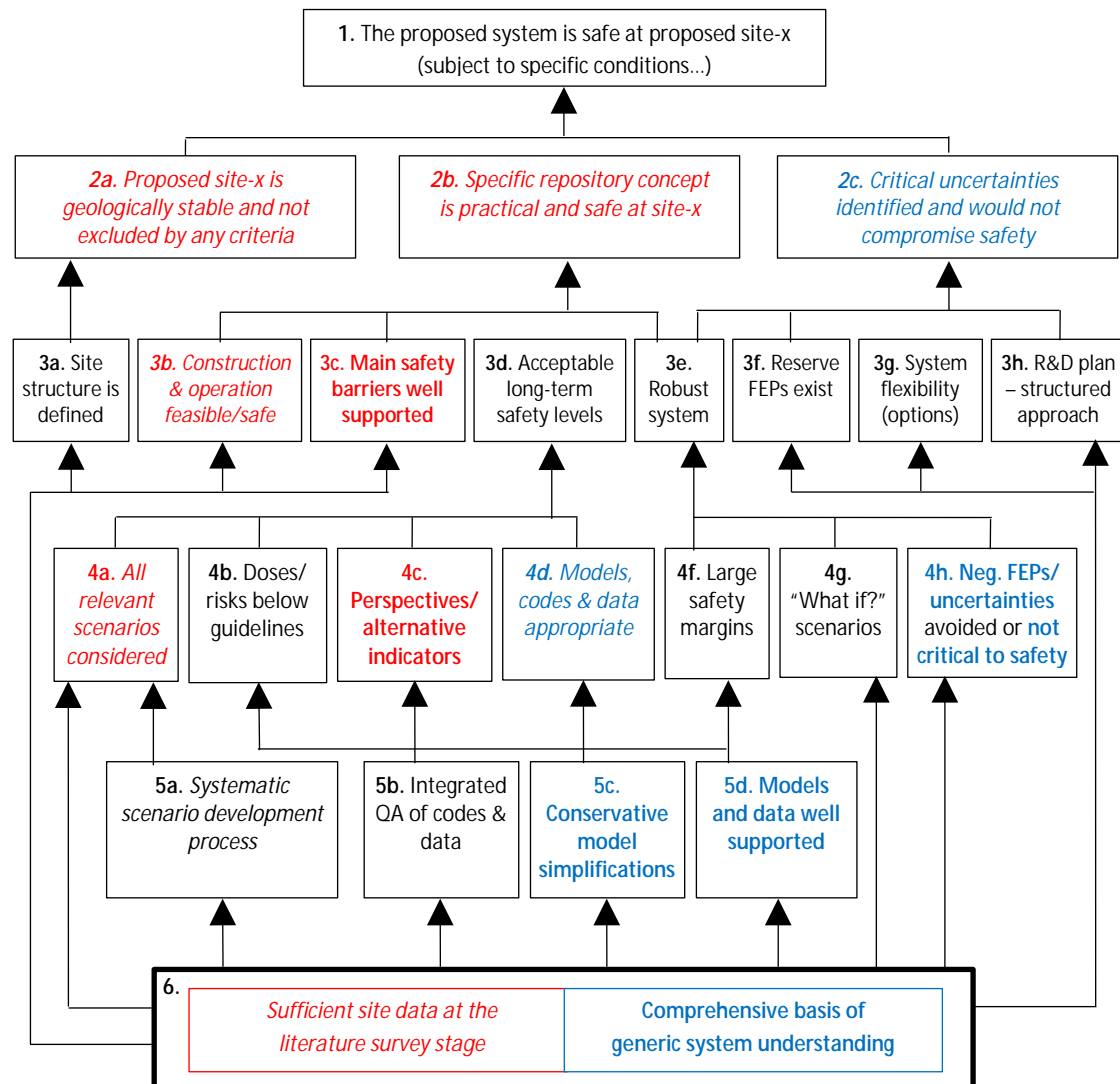 1. The proposed system is safe at proposed site-x
(subject to specific conditions...)
2a. Proposed site-x is
geologically stable and not
excluded by any criteria
2b. Specific repository concept
is practical and safe at site-x
2c. Critical uncertainties
identified and would not
compromise safety
3a. Site
structure is
defined
3b. Construction
& operation
feasible/safe
3c. Main safety
barriers well
supported
3d. Acceptable
long-term
safety levels
3e.
Robust
system
3f. Reserve
FEPs exist
3g. System
flexibility
(options)
3h. R&D plan
– structured
approach
4a. All
relevant
scenarios
considered
4b. Doses/
risks below
guidelines
4c.
Perspectives/
alternative
indicators
4d. Models,
codes & data
appropriate
4f. Large
safety
margins
4g.
“What if?”
scenarios
4h. Neg. FEPs/
uncertainties
avoided or not
critical to safety
5a. Systematic
scenario development
process
5b. Integrated
QA of codes &
data
5c.
Conservative
model
simplifications
5d. Models
and data well
supported
6.
Sufficient site data at the
literature survey stage
Comprehensive basis of
generic system understanding